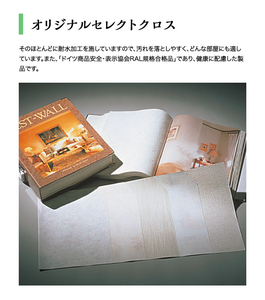 オリジナルセレクトクロス
そのほとんどに耐水加工を施していますので、汚れを落としやすく、どんな部屋にも適し
ています。また、「ドイツ商品安全・表示協会RAL規格合格品」であり、健康に配慮した製
品です。
ST-WALL